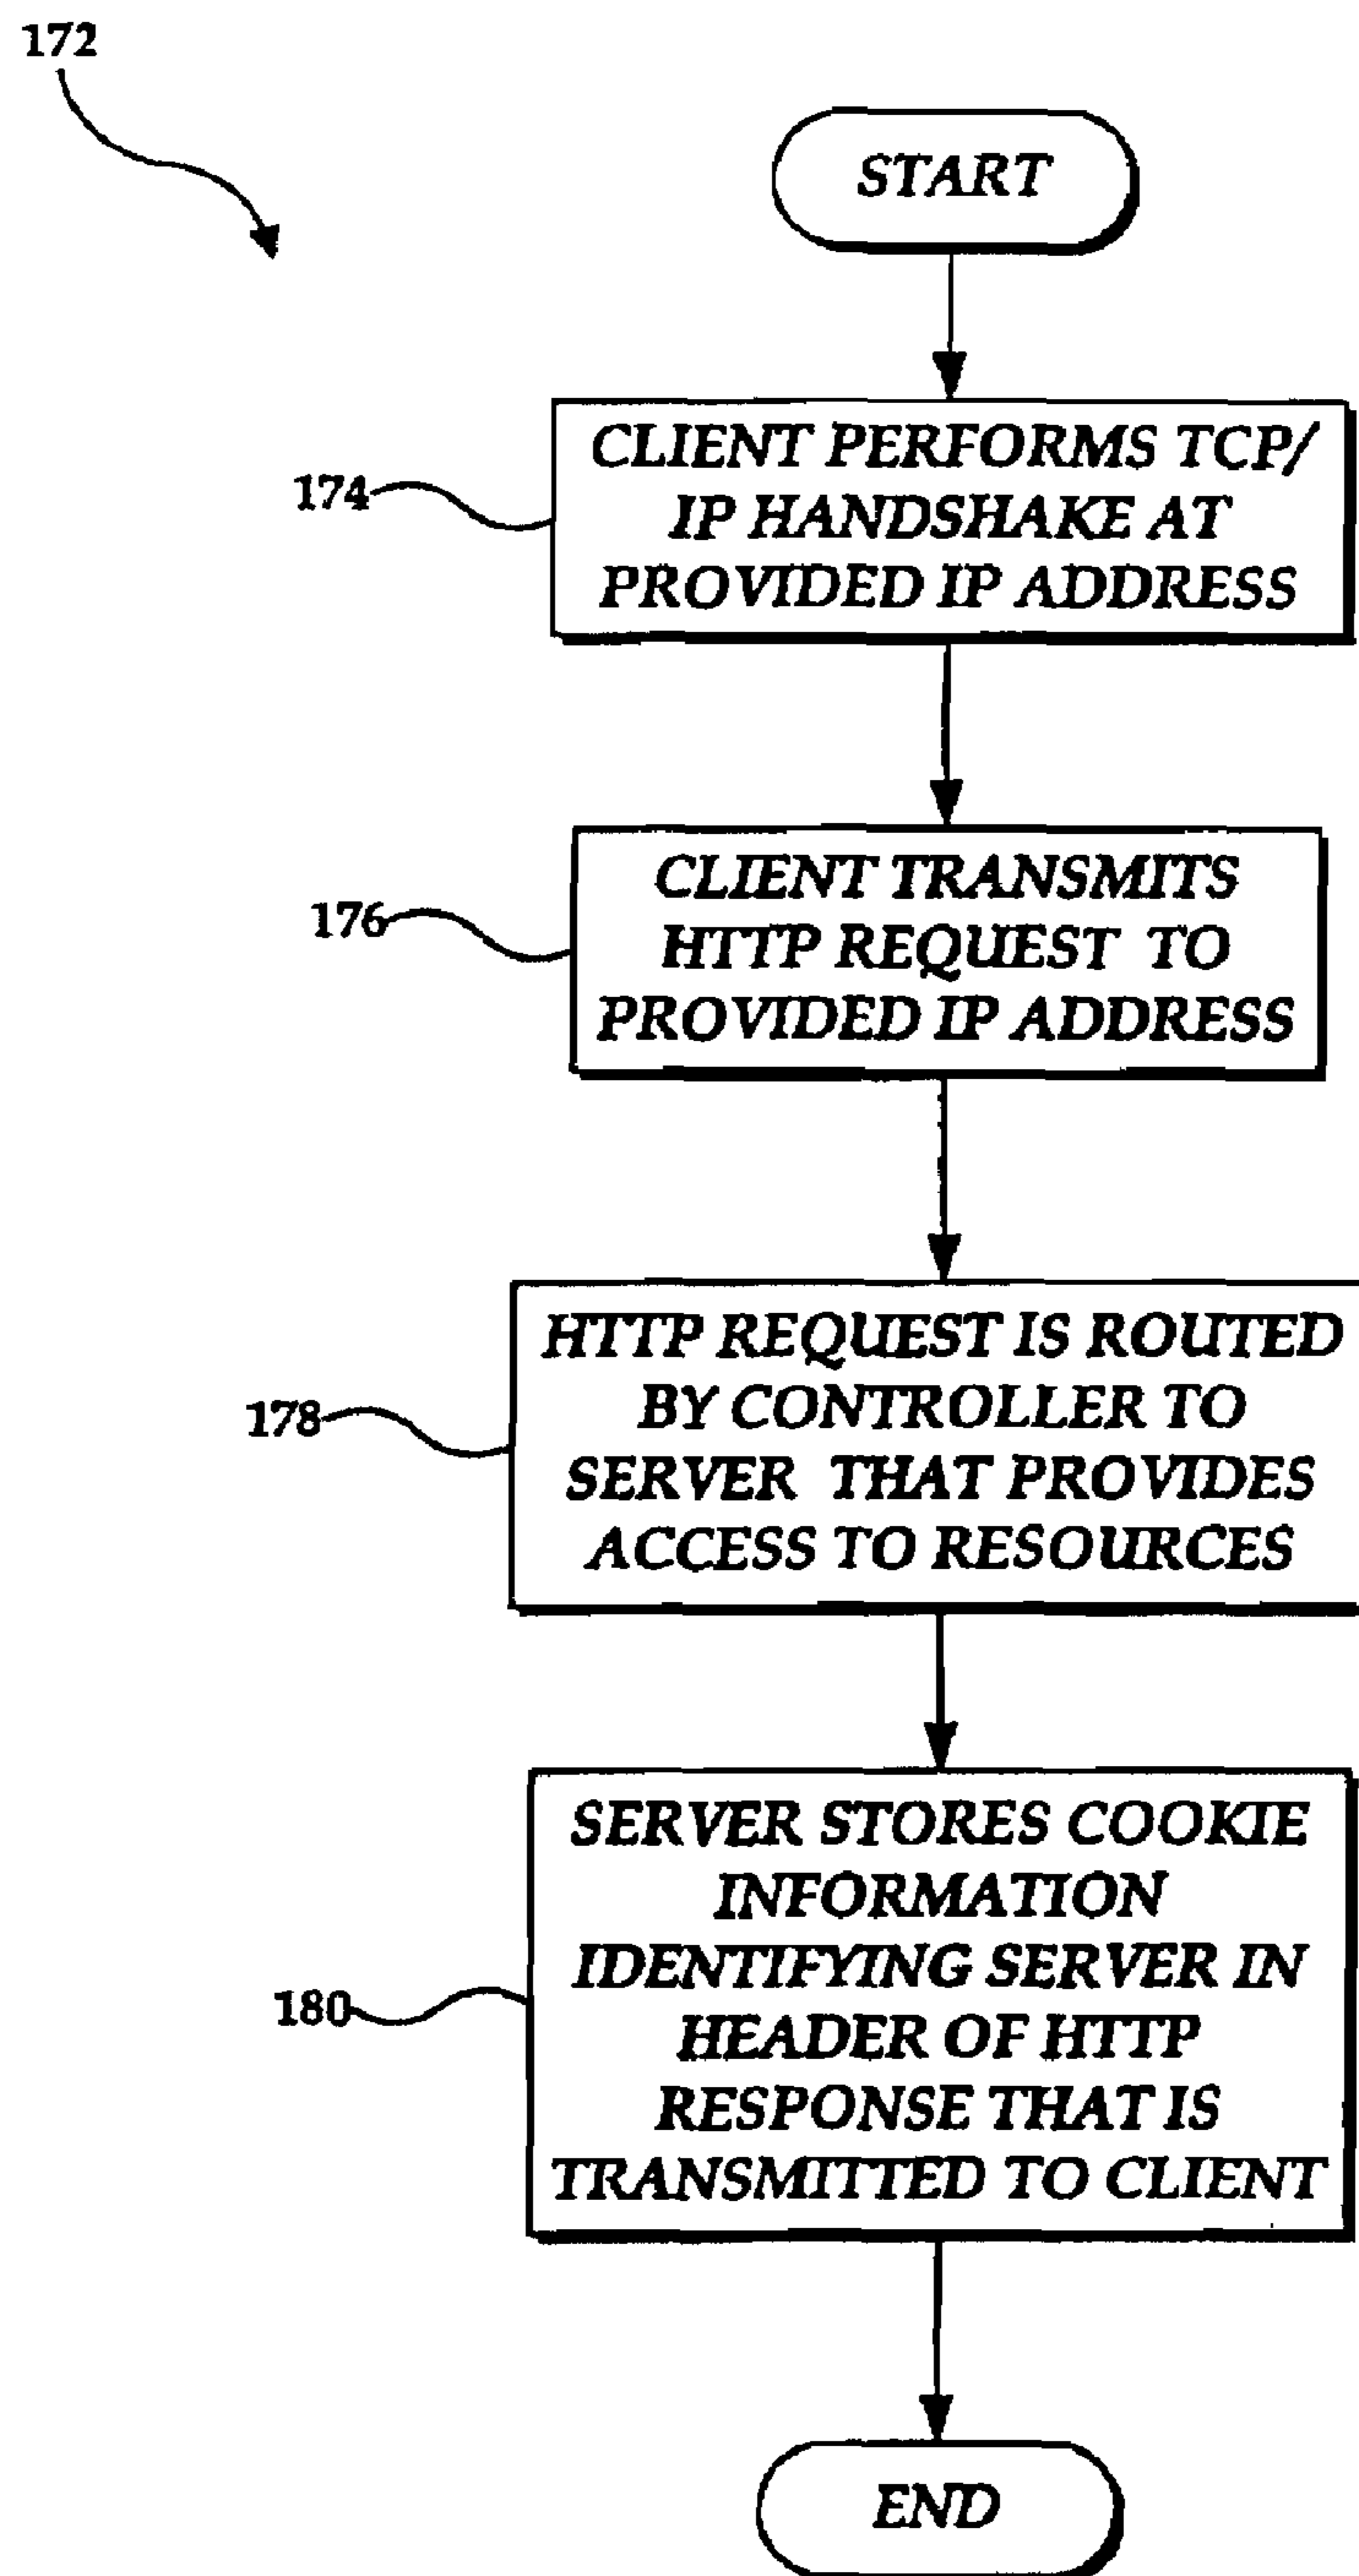 172
START
174
CLIENT PERFORMS TCP/
IP HANDSHAKE AT
PROVIDED IP ADDRESS
176
CLIENT TRANSMITS
HTTP REQUEST TO
PROVIDED IP ADDRESS
178
HTTP REQUEST IS ROUTED
BY CONTROLLER TO
SERVER THAT PROVIDES
ACCESS TO RESOURCES
180
SERVER STORES COOKIE
INFORMATION
IDENTIFYING SERVER IN
HEADER OF HTTP
RESPONSE THAT IS
TRANSMITTED TO CLIENT
END